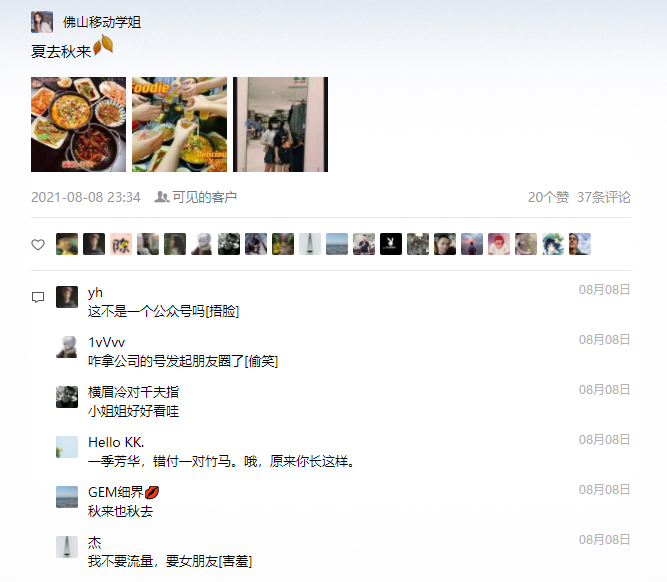 佛山移动学姐
夏去秋来🍂
Foodie
Delicious
2021-08-08 23:34 可见的客户 20个赞 37条评论
陈
yh 08月08日
这不是一个公众号吗[捂脸]
1vVvv 08月08日
咋拿公司的号发起朋友圈了[偷笑]
横眉冷对千夫指 08月08日
小姐姐好好看哇
Hello KK. 08月08日
一季芳华，错付一对竹马。哦，原来你长这样。
GEM细界💋 08月08日
秋来也秋去
杰 08月08日
我不要流量，要女朋友[害羞]